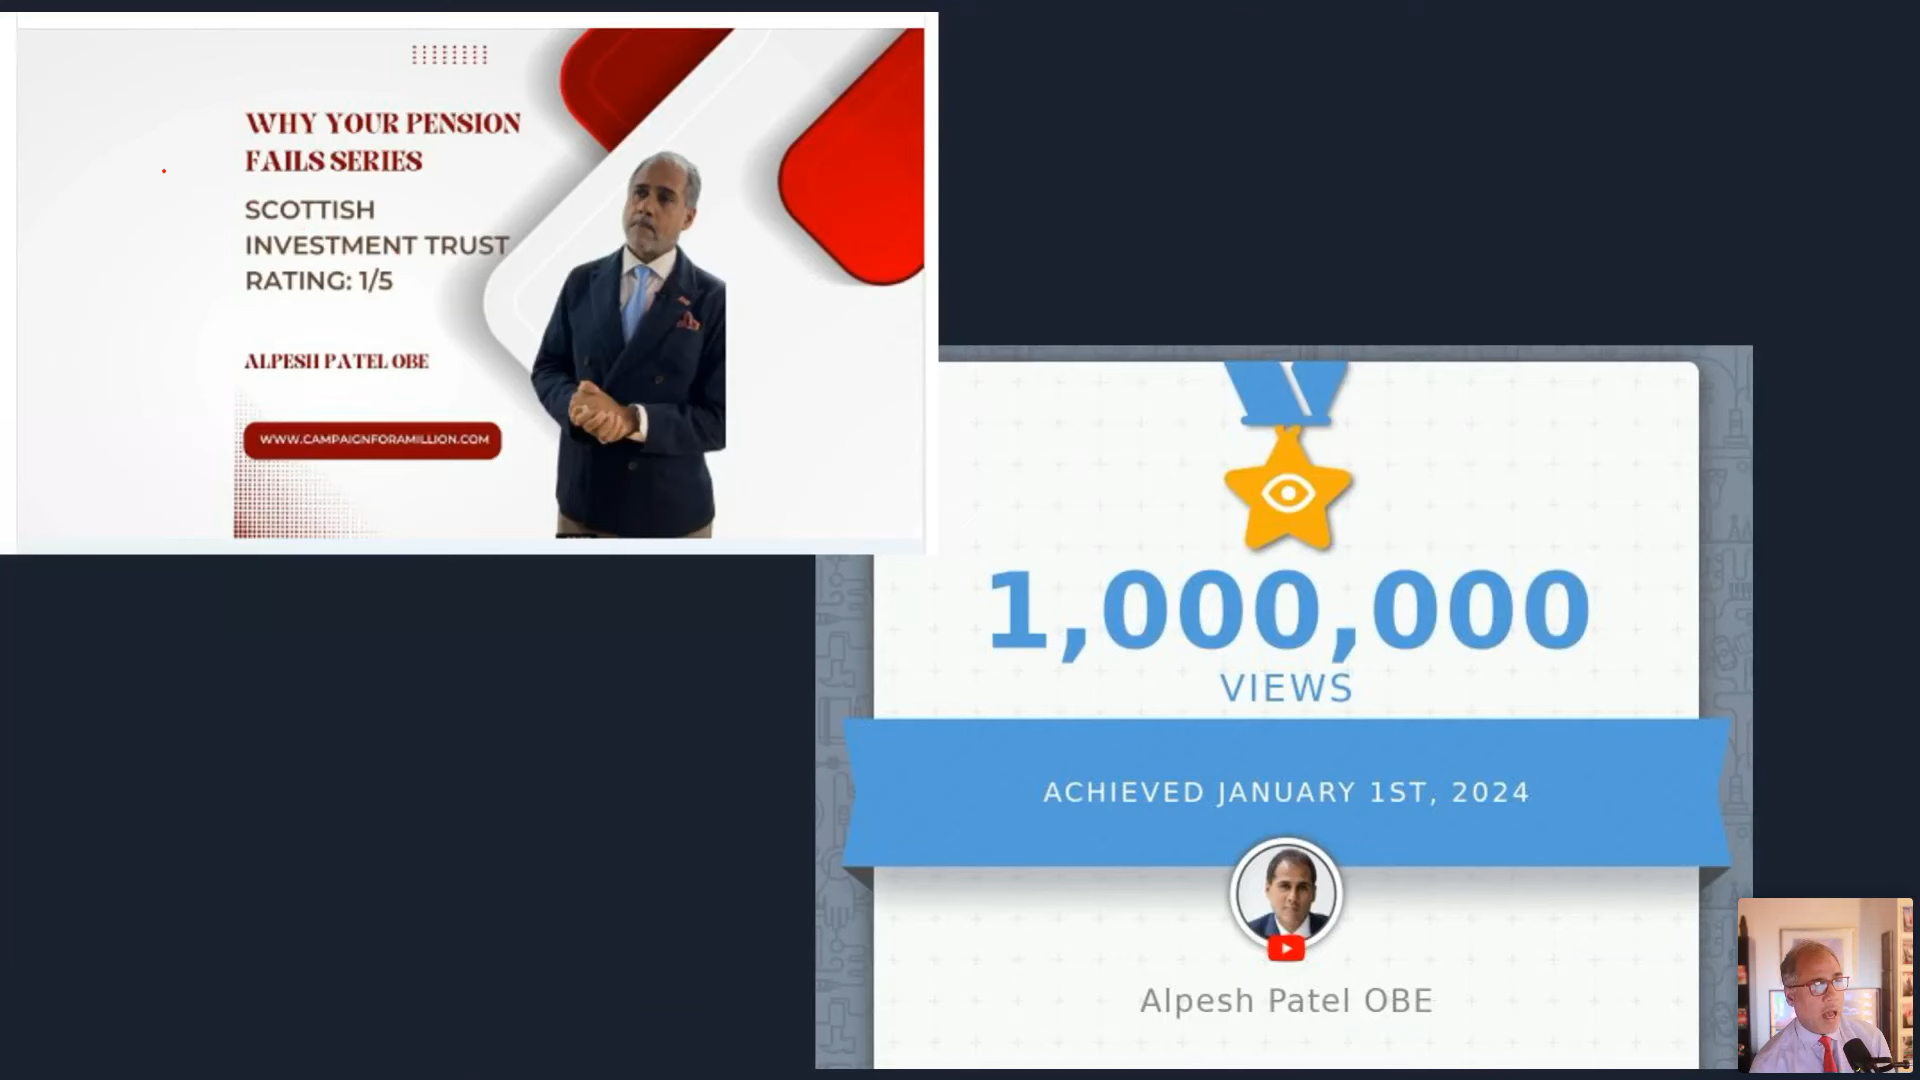 WHY YOUR PENSION
FAILS SERIES
SCOTTISH
INVESTMENT TRUST
RATING: 1/5
ALPESH PATEL OBE
WWW.CAMPAIGNFORAMILLION.COM
1,000,000
VIEWS
ACHIEVED JANUARY 1ST, 2024
Alpesh Patel OBE